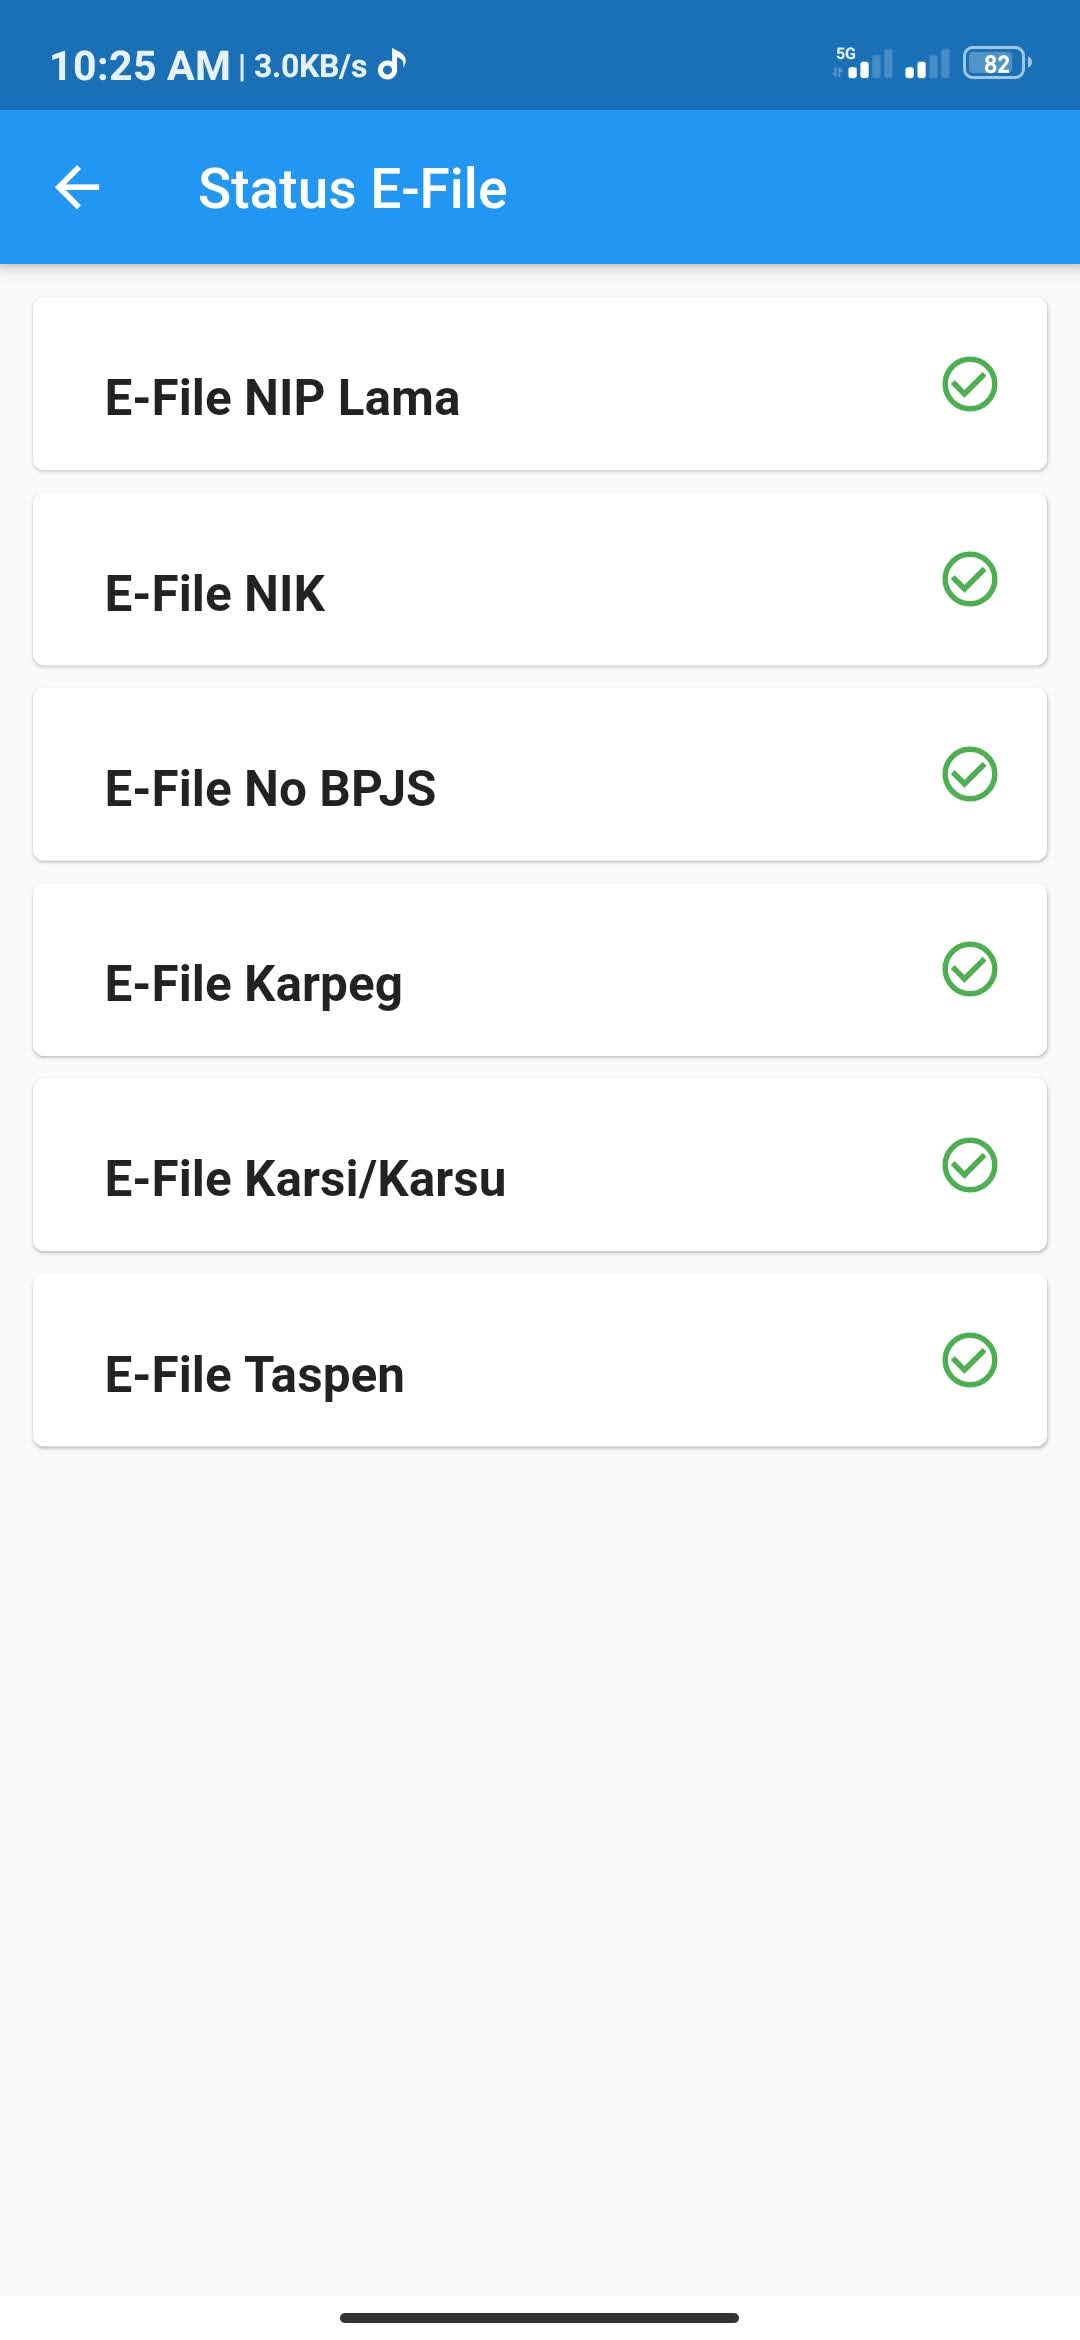 10:25 AM | 3.0KB/s
5G
82
Status E-File
E-File NIP Lama
E-File NIK
E-File No BPJS
E-File Karpeg
E-File Karsi/Karsu
E-File Taspen